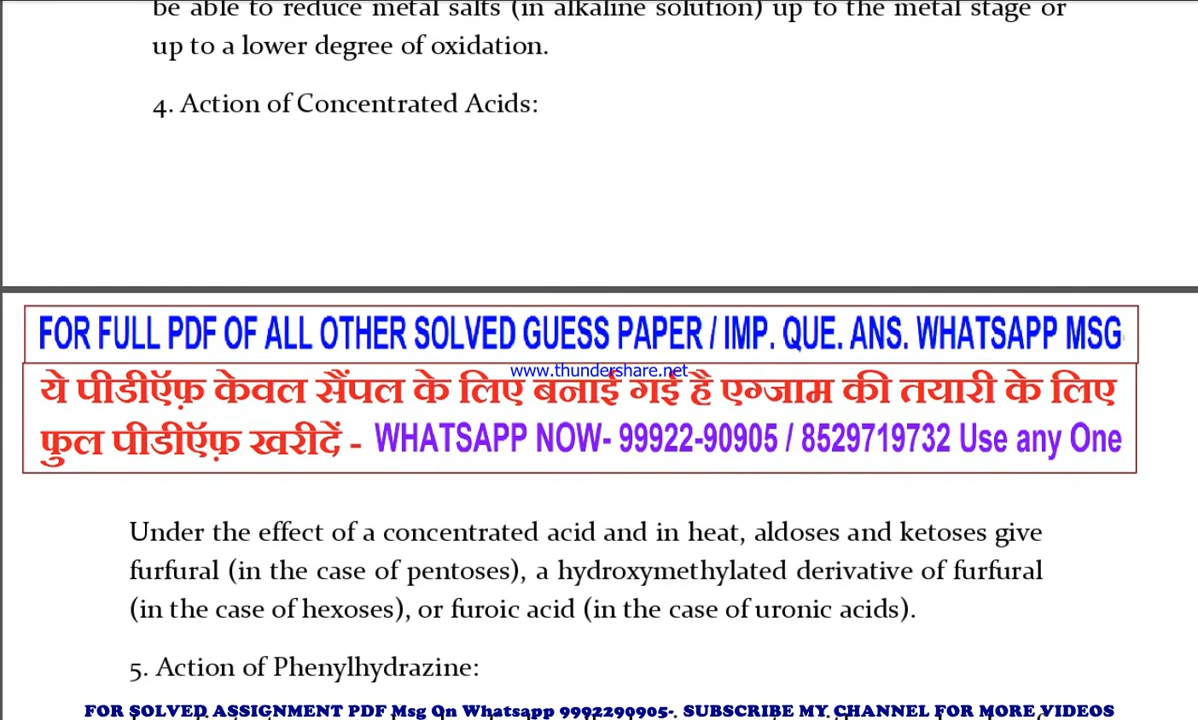 be able to reduce metal salts (in alkaline solution) up to the metal stage or
up to a lower degree of oxidation.
4. Action of Concentrated Acids:
FOR FULL PDF OF ALL OTHER SOLVED GUESS PAPER / IMP. QUE. ANS. WHATSAPP MSG
www.thundershare.net
ये पीडीऍफ़ केवल सैंपल के लिए बनाई गई है एग्जाम की तयारी के लिए
फुल पीडीऍफ़ खरीदें - WHATSAPP NOW- 99922-90905 / 8529719732 Use any One
Under the effect of a concentrated acid and in heat, aldoses and ketoses give
furfural (in the case of pentoses), a hydroxymethylated derivative of furfural
(in the case of hexoses), or furoic acid (in the case of uronic acids).
5. Action of Phenylhydrazine:
FOR SOLVED ASSIGNMENT PDF Msg On Whatsapp 9992290905-. SUBSCRIBE MY CHANNEL FOR MORE VIDEOS